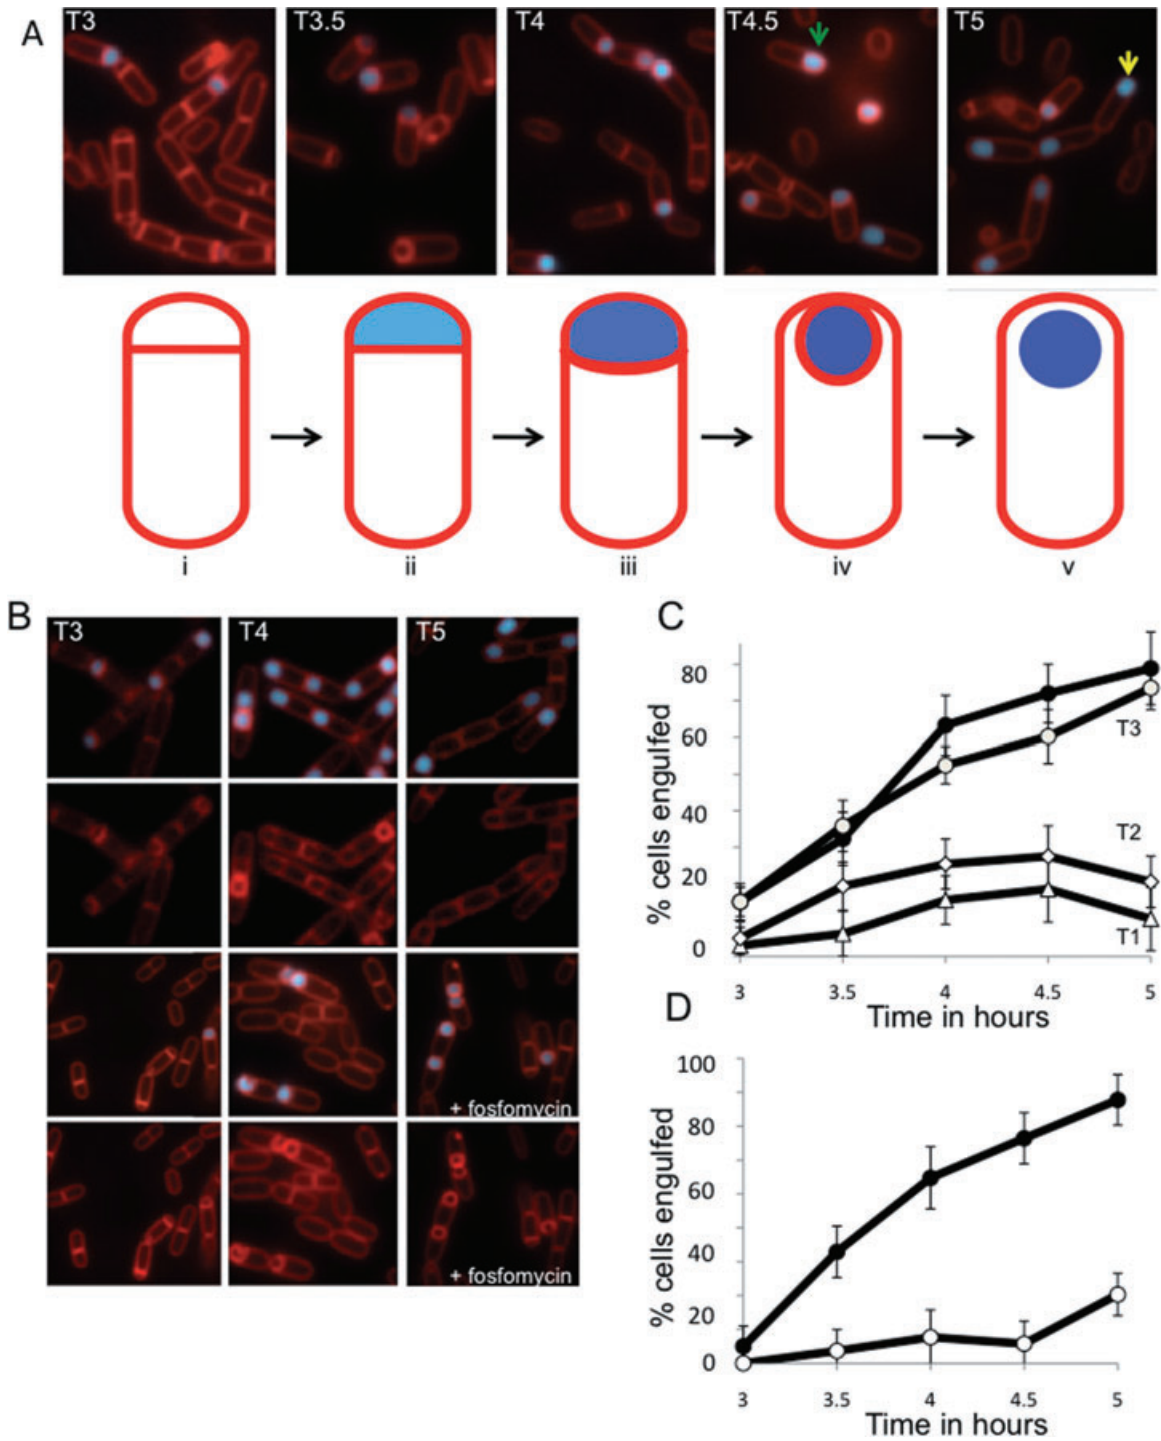 A
T3
T3.5
T4
T4.5
T5
i
ii
iii
iv
v
B
T3
T4
T5
+ fosfomycin
+ fosfomycin
C
% cells engulfed
80
60
40
20
0
T3
T2
T1
3
3.5
4
4.5
5
Time in hours
D
% cells engulfed
100
80
60
40
20
0
3
3.5
4
4.5
5
Time in hours